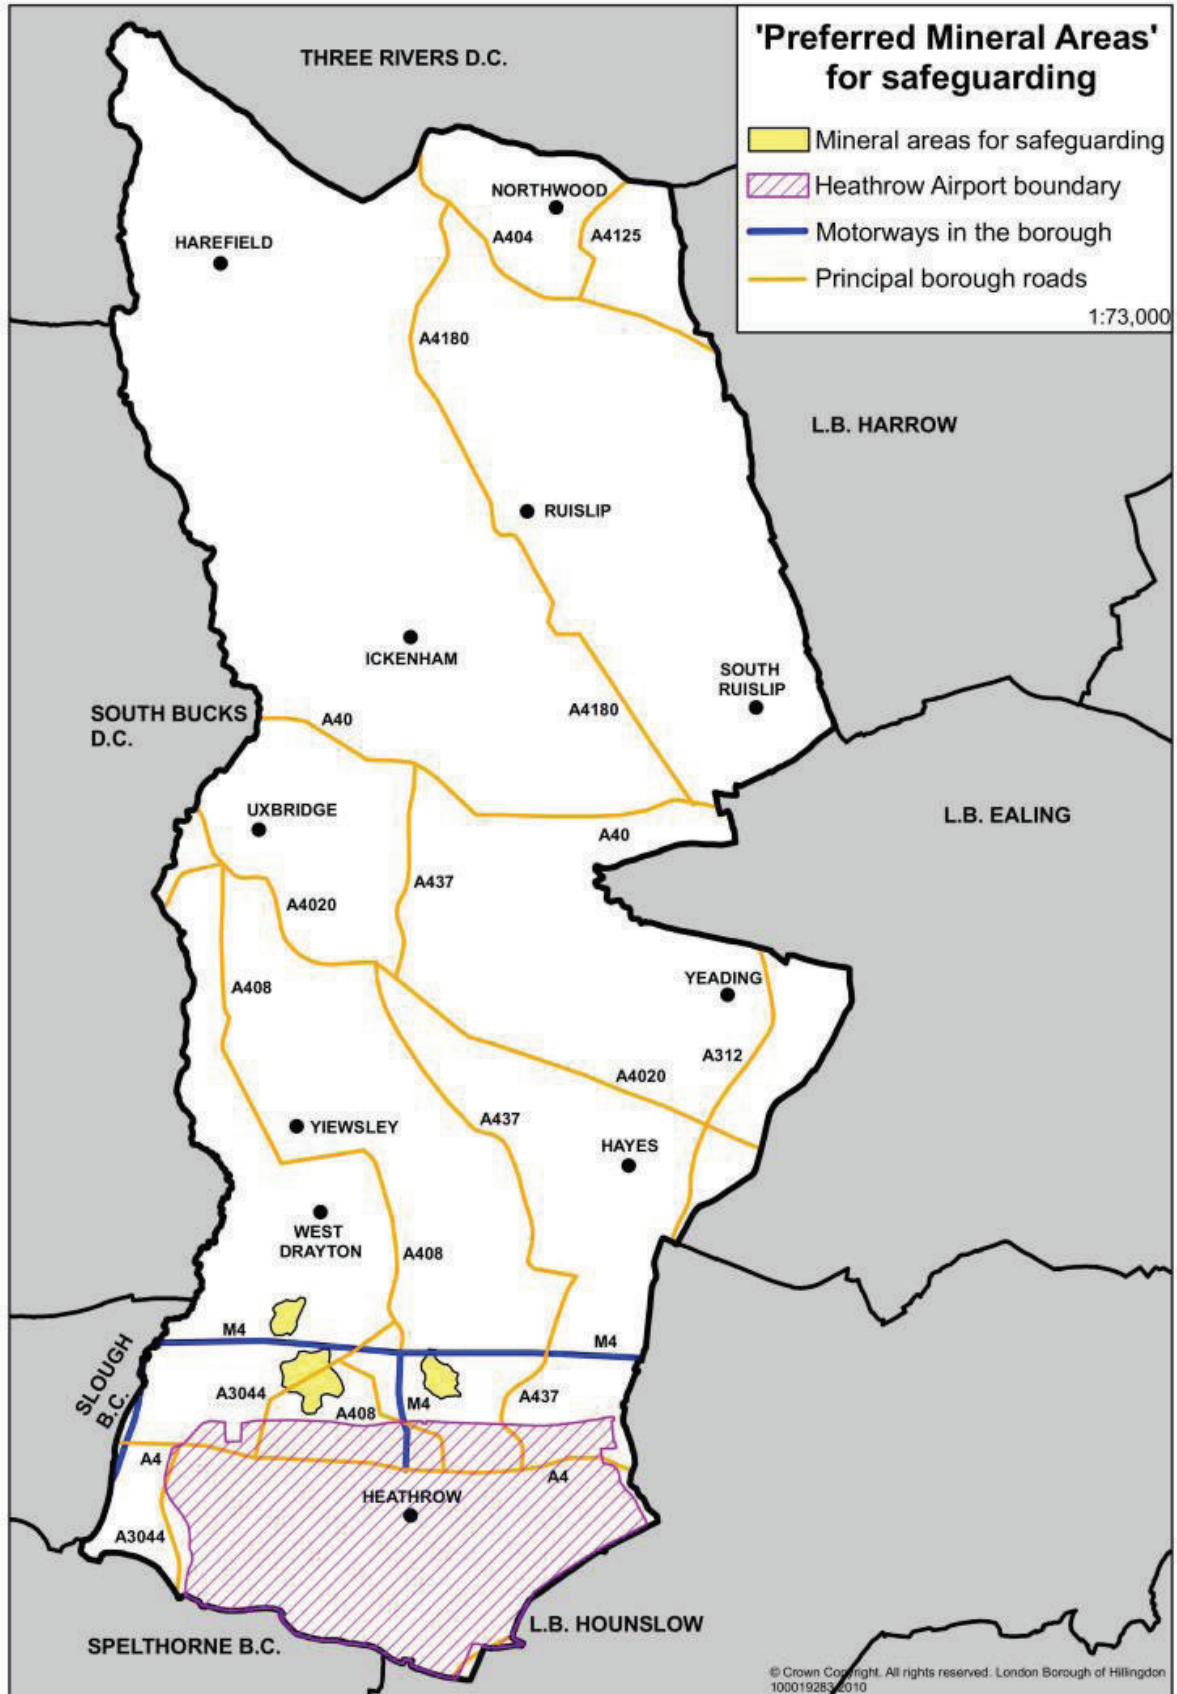 'Preferred Mineral Areas'
for safeguarding
Mineral areas for safeguarding
Heathrow Airport boundary
Motorways in the borough
Principal borough roads
1:73,000
THREE RIVERS D.C.
NORTHWOOD
A404
A4125
HAREFIELD
A4180
L.B. HARROW
RUISLIP
ICKENHAM
SOUTH
RUISLIP
A4180
SOUTH BUCKS
D.C.
A40
UXBRIDGE
A40
L.B. EALING
A437
A4020
YEADING
A408
A312
A4020
A437
YIEWSLEY
HAYES
WEST
DRAYTON
A408
M4
M4
SLOUGH
B.C.
A3044
A408
M4
A437
A4
A4
HEATHROW
A3044
L.B. HOUNSLOW
SPELTHORNE B.C.
© Crown Copyright. All rights reserved. London Borough of Hillingdon
100019283 2010